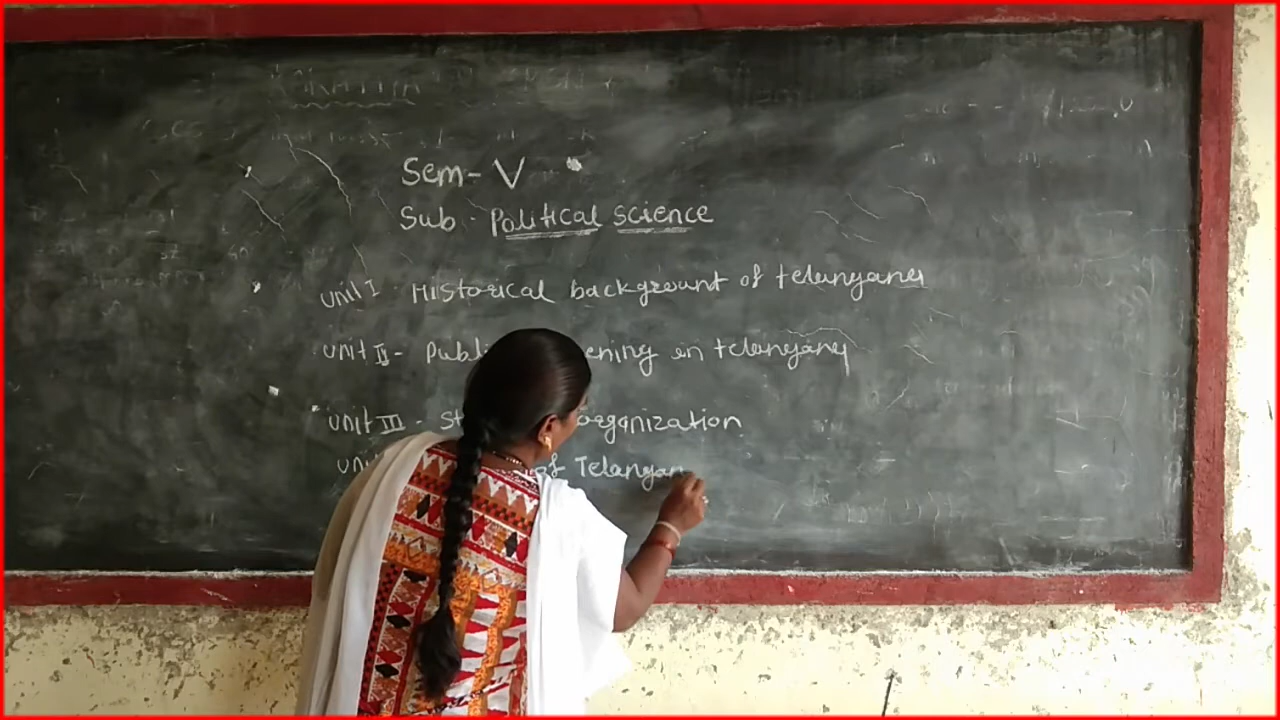 Sem- V
Sub. Political science
Unit I Historical background of telangana
Unit II - Publi ening in telangana
Unit III - St organization
un of Telangan